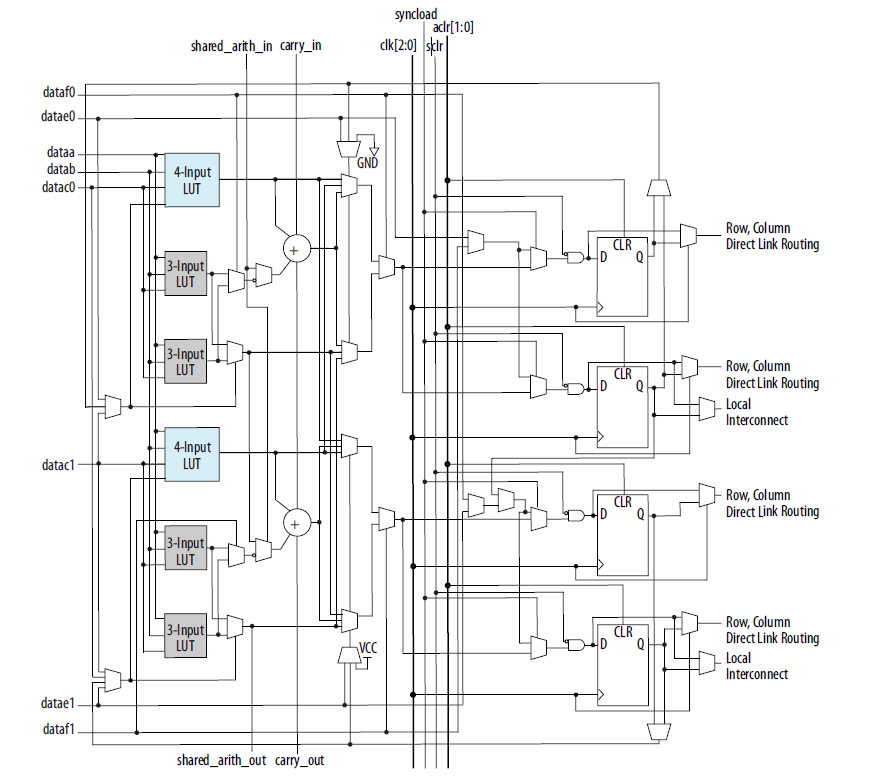 syncload
aclr[1:0]
shared_arith_in carry_in clk[2:0] sclr
dataf0
datae0
dataa
datab
datac0
4-Input
LUT
GND
3-Input
LUT
+
CLR
D Q
Row, Column
Direct Link Routing
3-Input
LUT
CLR
D Q
Row, Column
Direct Link Routing
Local
Interconnect
datac1
4-Input
LUT
+
3-Input
LUT
CLR
D Q
Row, Column
Direct Link Routing
3-Input
LUT
VCC
CLR
D Q
Row, Column
Direct Link Routing
Local
Interconnect
datae1
dataf1
shared_arith_out carry_out